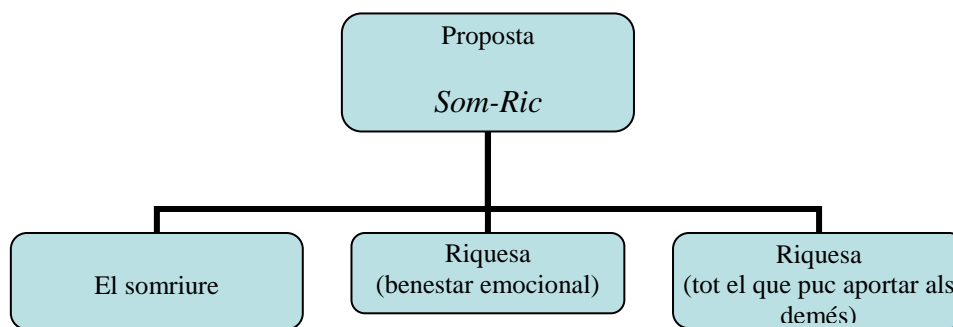 Proposta
Som-Ric
El somriure
Riquesa
(benestar emocional)
Riquesa
(tot el que puc aportar als
demés)